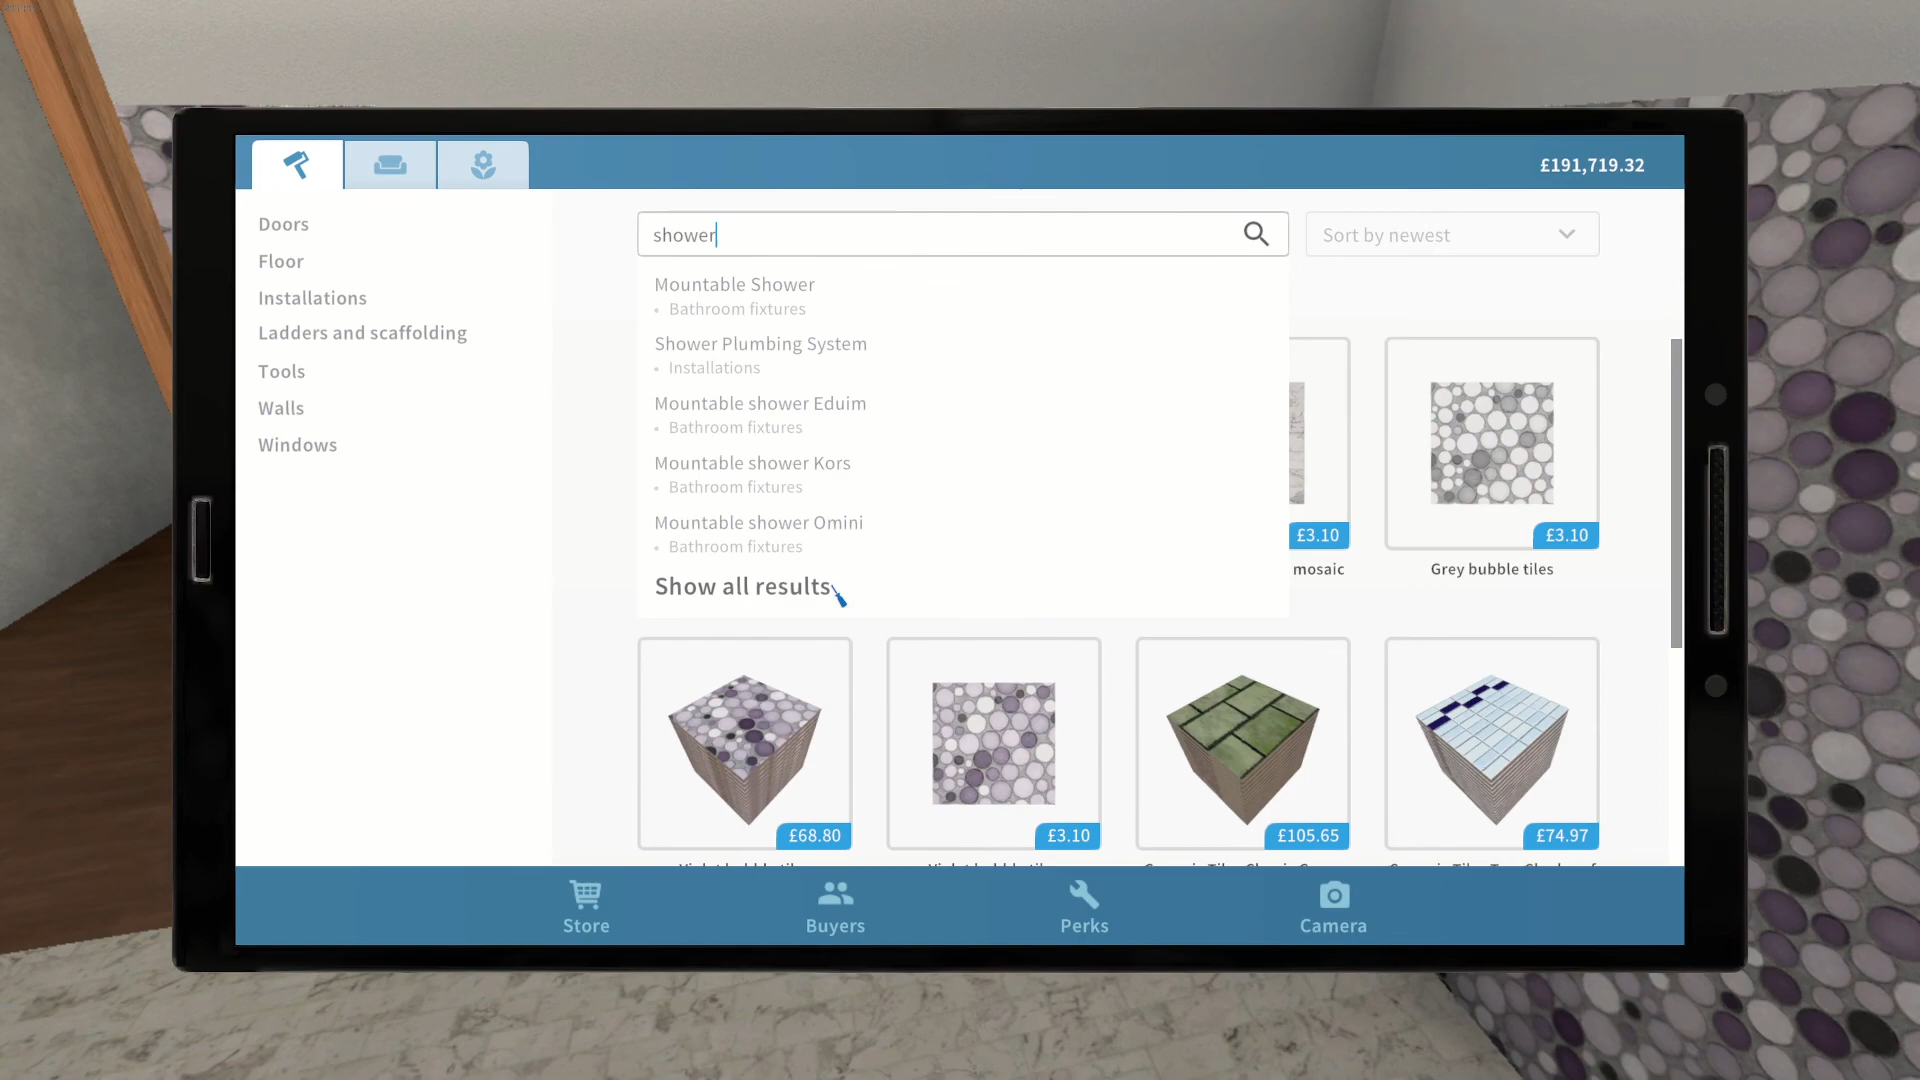 £191,719.32
Doors
Floor
Installations
Ladders and scaffolding
Tools
Walls
Windows
shower
Sort by newest
Mountable Shower
• Bathroom fixtures
Shower Plumbing System
• Installations
Mountable shower Eduim
• Bathroom fixtures
Mountable shower Kors
• Bathroom fixtures
Mountable shower Omini
• Bathroom fixtures
Show all results
£3.10
£3.10
mosaic
Grey bubble tiles
£68.80
£3.10
£105.65
£74.97
Store
Buyers
Perks
Camera